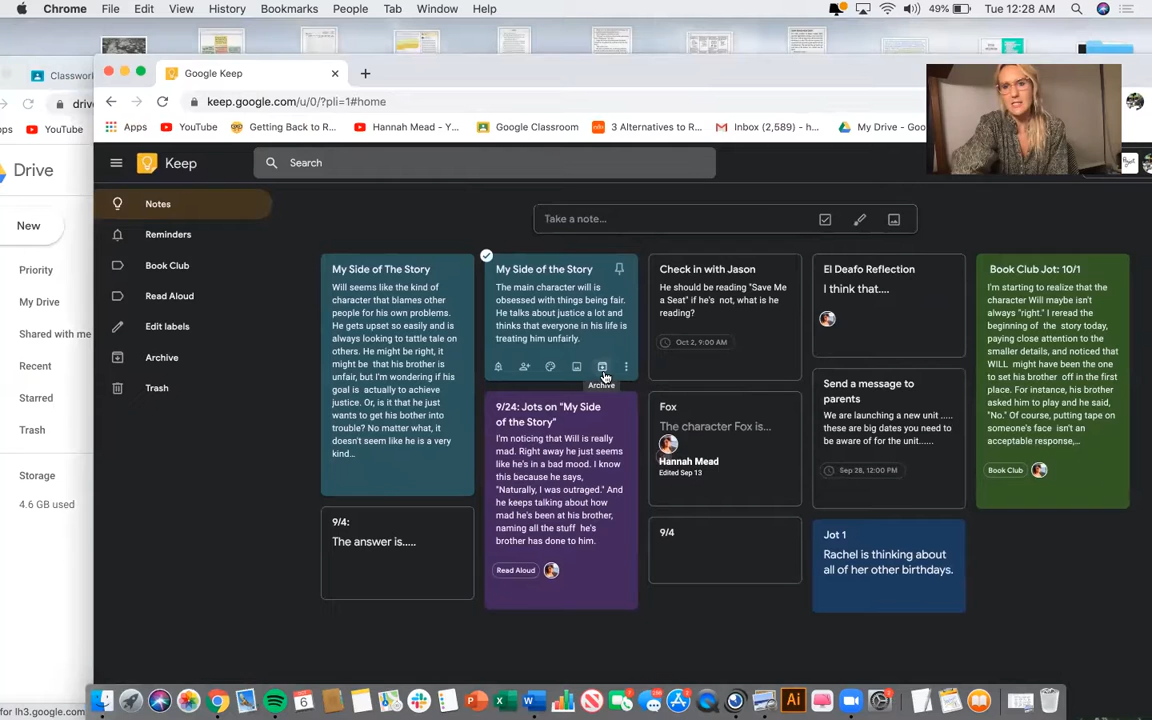 Chrome File Edit View History Bookmarks People Tab Window Help
49% Tue 12:28 AM
Classwork
Google Keep
keep.google.com/u/0/?pli=1#home
YouTube
Apps YouTube Getting Back to R... Hannah Mead - Y... Google Classroom 3 Alternatives to R... Inbox (2,589) - h... My Drive - Goo
Drive
New
Priority
My Drive
Shared with me
Recent
Starred
Trash
Storage
4.6 GB used
Keep
Search
Notes
Reminders
Book Club
Read Aloud
Edit labels
Archive
Trash
Take a note...
My Side of The Story
Will seems like the kind of
character that blames other
people for his own problems.
He gets upset so easily and is
always looking to tattle tale on
others. He might be right, it
might be that his brother is
unfair, but I'm wondering if his
goal is actually to achieve
justice. Or, is it that he just
wants to get his bother into
trouble? No matter what, it
doesn't seem like he is a very
kind...
9/4:
The answer is.....
My Side of the Story
The main character will is
obsessed with things being fair.
He talks about justice a lot and
thinks that everyone in his life is
treating him unfairly.
Archive
9/24: Jots on "My Side
of the Story"
I'm noticing that Will is really
mad. Right away he just seems
like he's in a bad mood. I know
this because he says,
"Naturally, I was outraged." And
he keeps talking about how
mad he's been at his brother,
naming all the stuff he's
brother has done to him.
Read Aloud
Check in with Jason
He should be reading "Save Me
a Seat" if he's not, what is he
reading?
Oct 2, 9:00 AM
Fox
The character Fox is...
Hannah Mead
Edited Sep 13
9/4
El Deafo Reflection
I think that....
Send a message to
parents
We are launching a new unit .....
these are big dates you need to
be aware of for the unit......
Sep 28, 12:00 PM
Jot 1
Rachel is thinking about
all of her other birthdays.
Book Club Jot: 10/1
I'm starting to realize that the
character Will maybe isn't
always "right." I reread the
beginning of the story today,
paying close attention to the
smaller details, and noticed that
WILL might have been the one
to set his brother off in the first
place. For instance, his brother
asked him to play and he said,
"No." Of course, putting tape on
someone's face isn't an
acceptable response,...
Book Club
for lh3.google.com
6